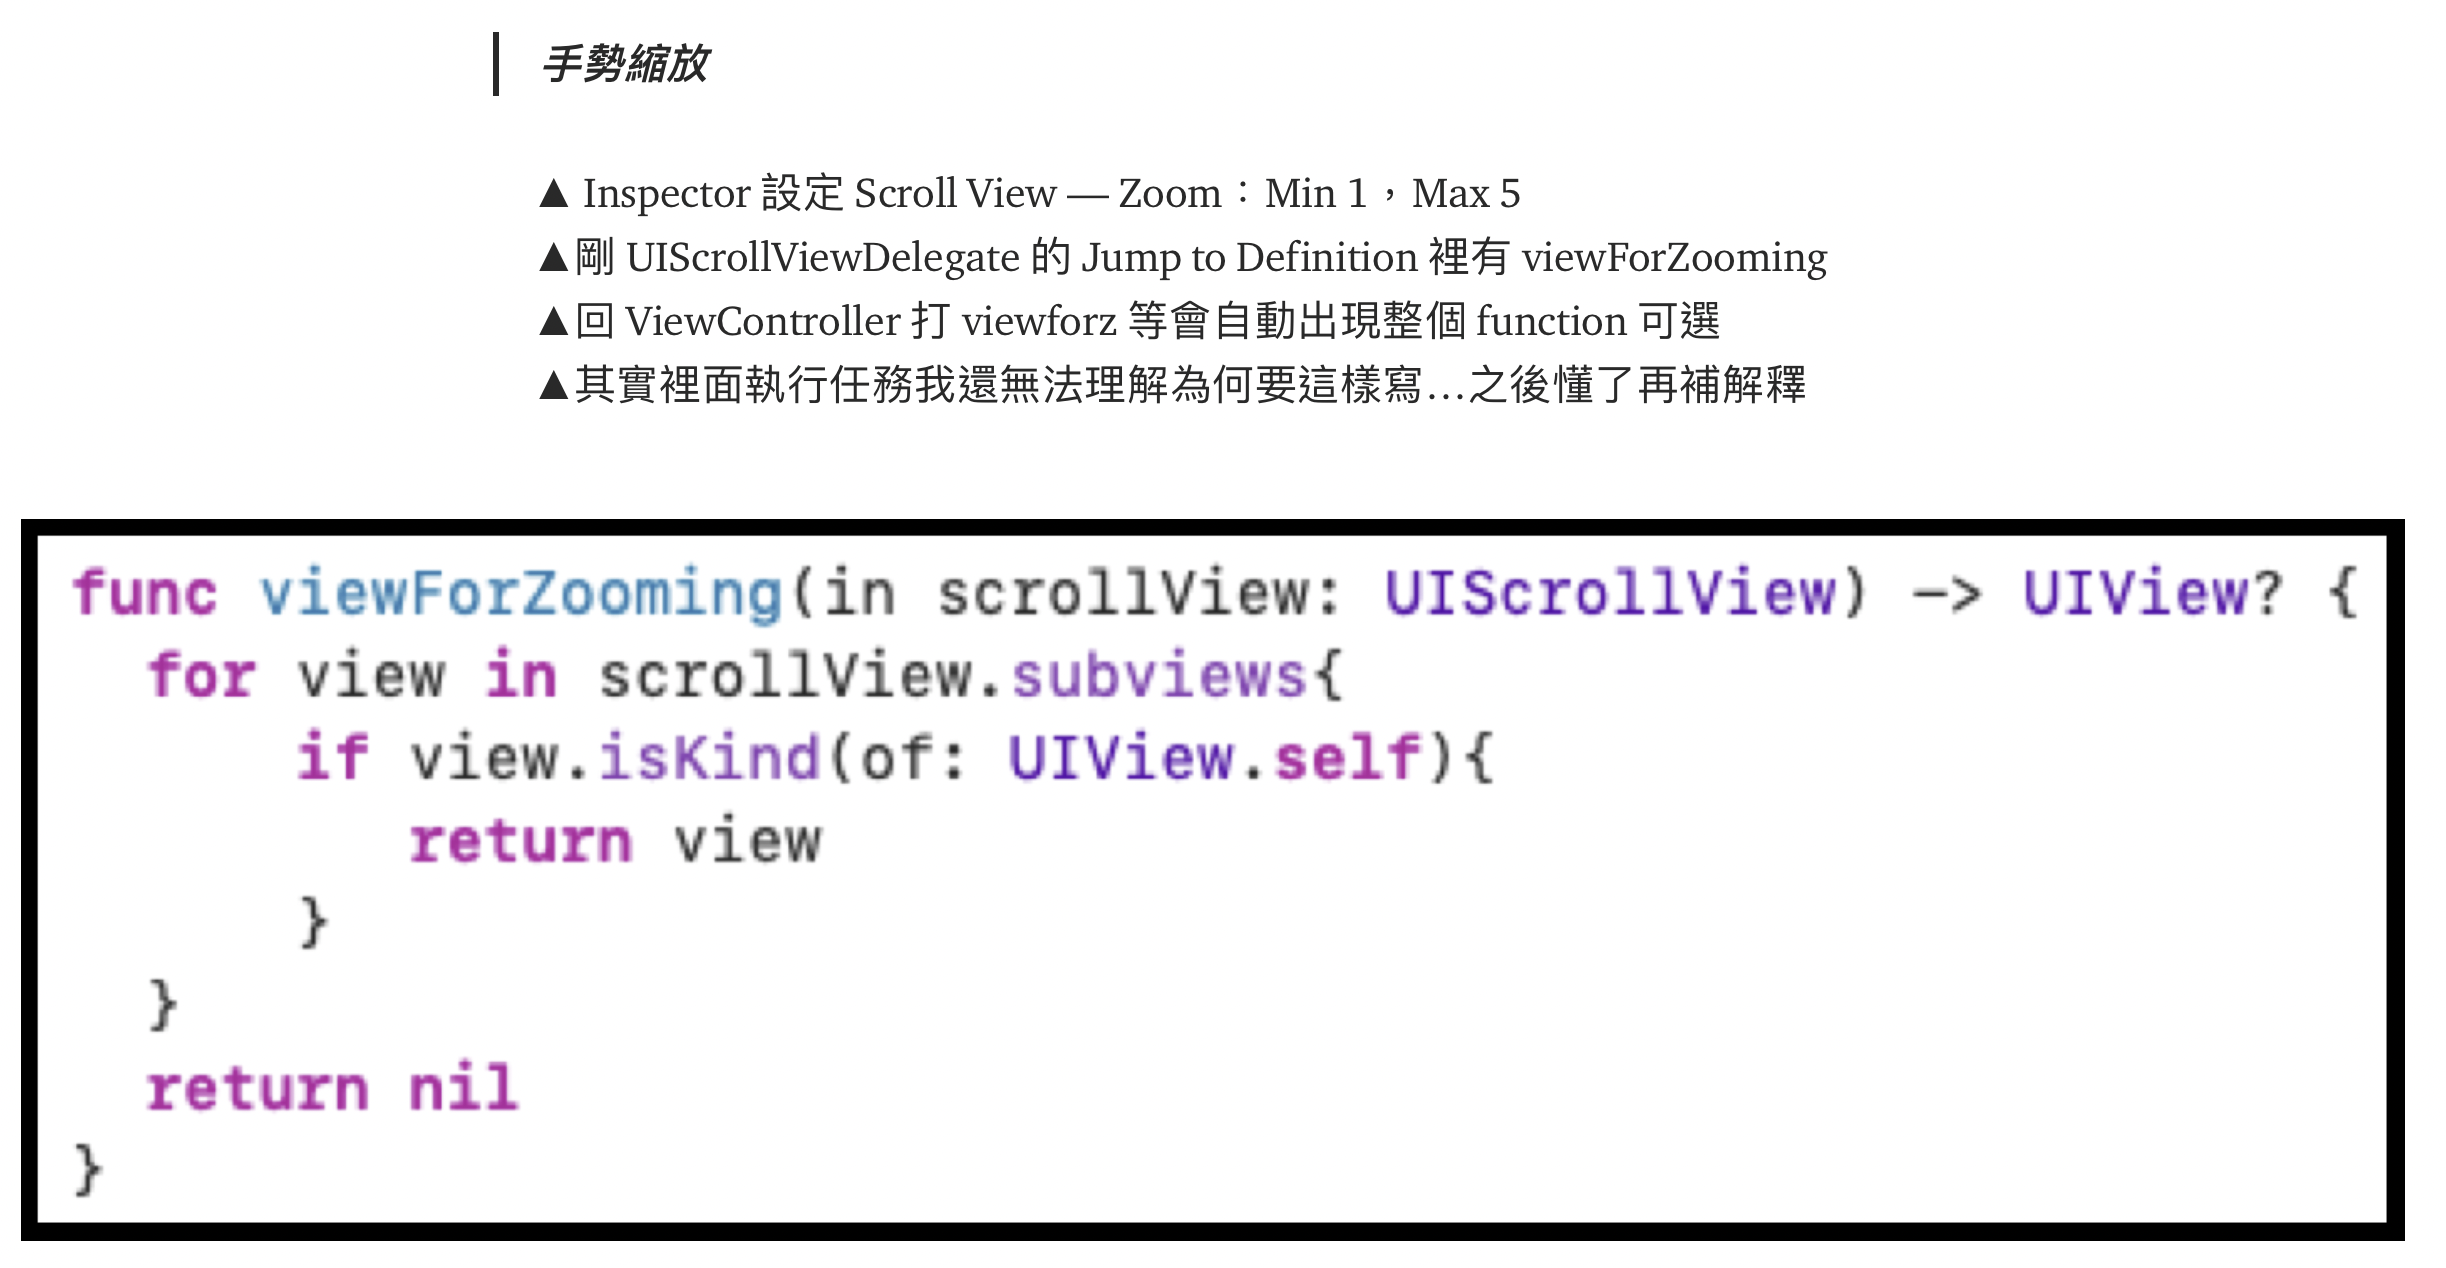 手勢縮放
▲ Inspector 設定 Scroll View — Zoom：Min 1，Max 5
▲剛 UIScrollViewDelegate 的 Jump to Definition 裡有 viewForZooming
▲回 ViewController 打 viewforz 等會自動出現整個 function 可選
▲其實裡面執行任務我還無法理解為何要這樣寫…之後懂了再補解釋
func viewForZooming(in scrollView: UIScrollView) -> UIView? {
for view in scrollView.subviews{
if view.isKind(of: UIView.self){
return view
}
}
return nil
}